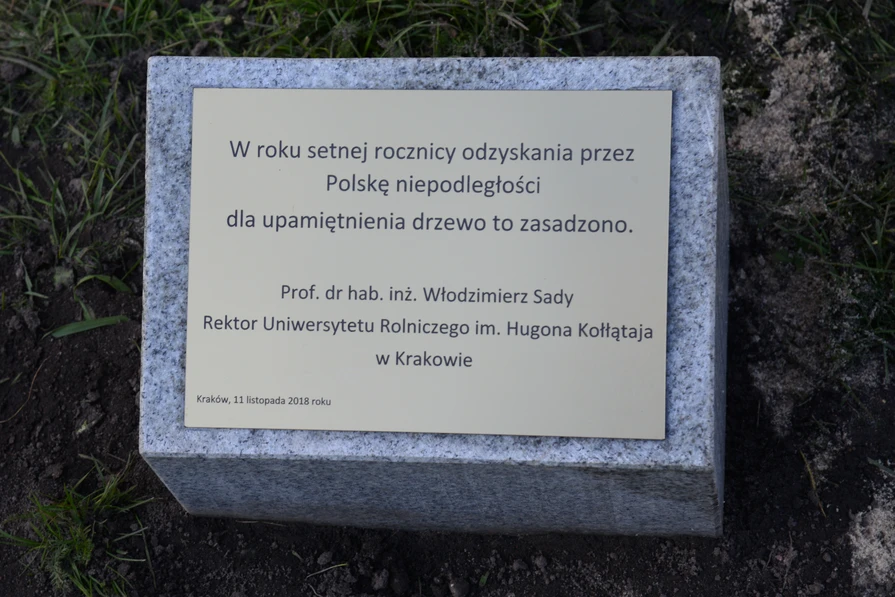 W roku setnej rocznicy odzyskania przez
Polskę niepodległości
dla upamiętnienia drzewo to zasadzono.
Prof. dr hab. inż. Włodzimierz Sady
Rektor Uniwersytetu Rolniczego im. Hugona Kołłątaja
w Krakowie
Kraków, 11 listopada 2018 roku